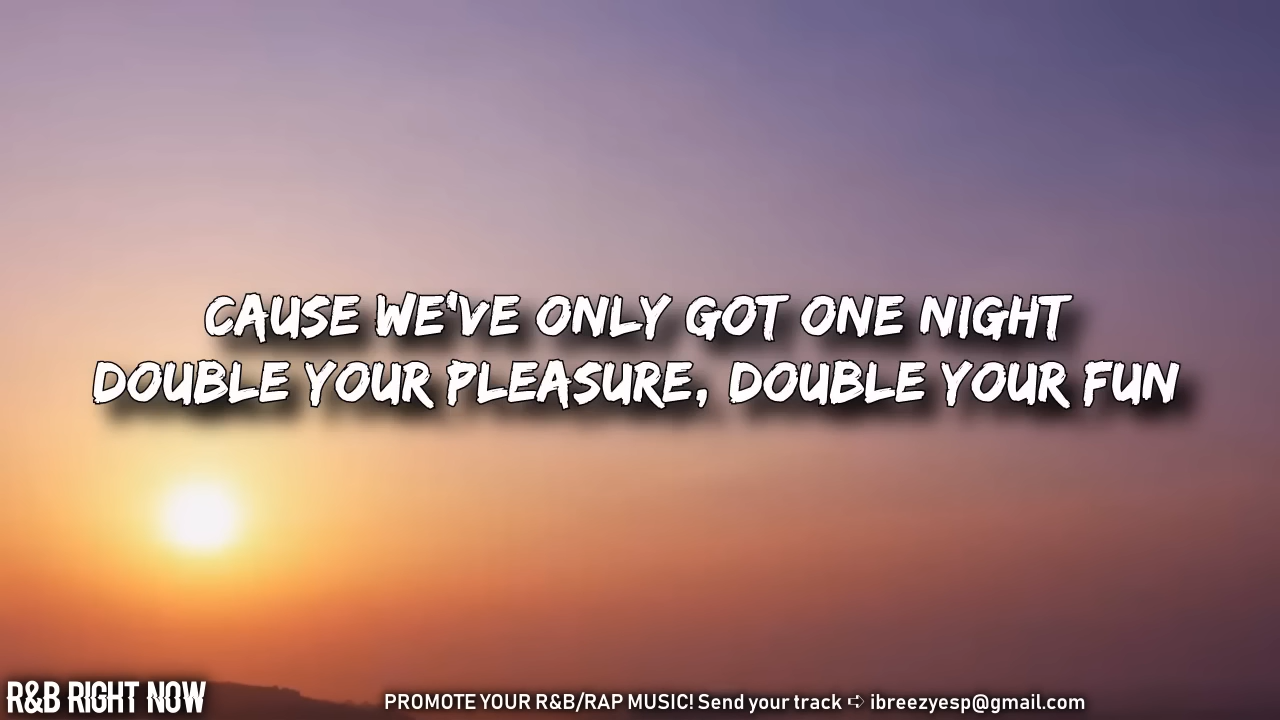 CAUSE WE'VE ONLY GOT ONE NIGHT
DOUBLE YOUR PLEASURE, DOUBLE YOUR FUN
R&B RIGHT NOW
PROMOTE YOUR R&B/RAP MUSIC! Send your track ➪ ibreezyesp@gmail.com